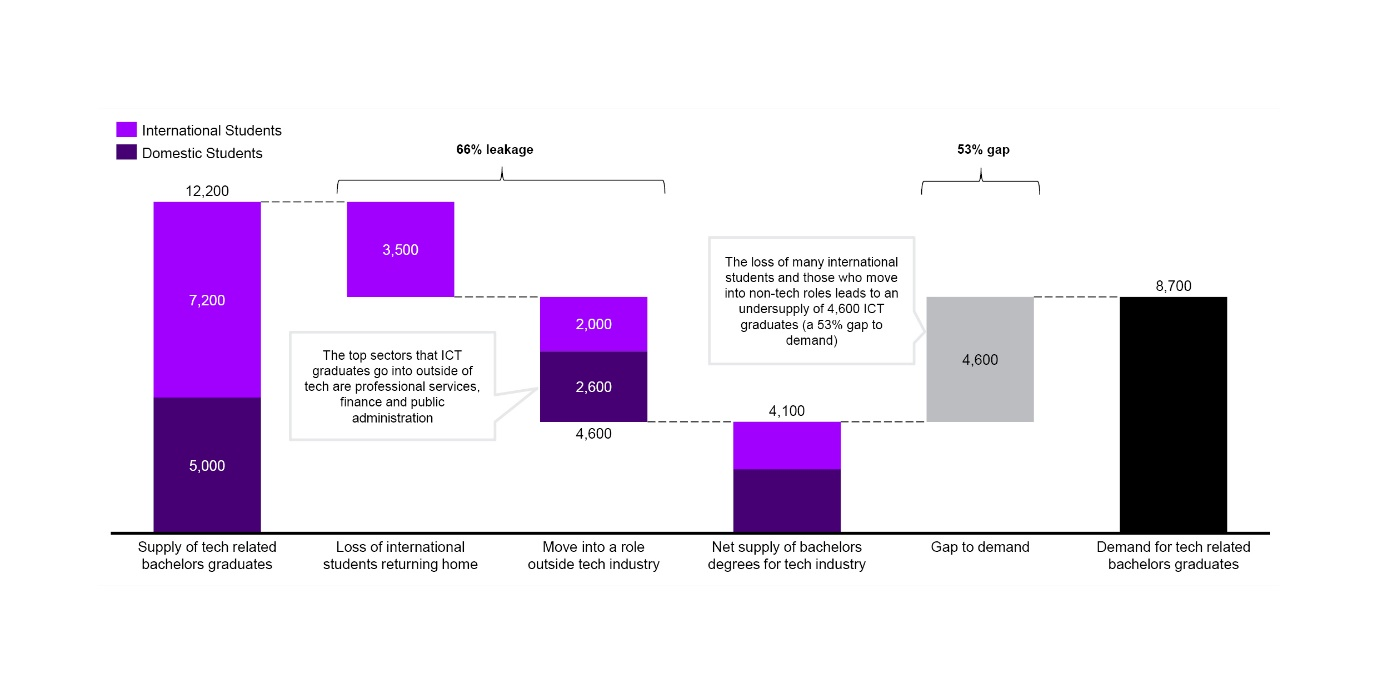 International Students
Domestic Students
66% leakage
53% gap
12,200
7,200
5,000
3,500
2,000
2,600
4,600
The top sectors that ICT
graduates go into outside of
tech are professional services,
finance and public
administration
The loss of many international
students and those who move
into non-tech roles leads to an
undersupply of 4,600 ICT
graduates (a 53% gap to
demand)
4,100
4,600
8,700
Supply of tech related
bachelors graduates
Loss of international
students returning home
Move into a role
outside tech industry
Net supply of bachelors
degrees for tech industry
Gap to demand
Demand for tech related
bachelors graduates